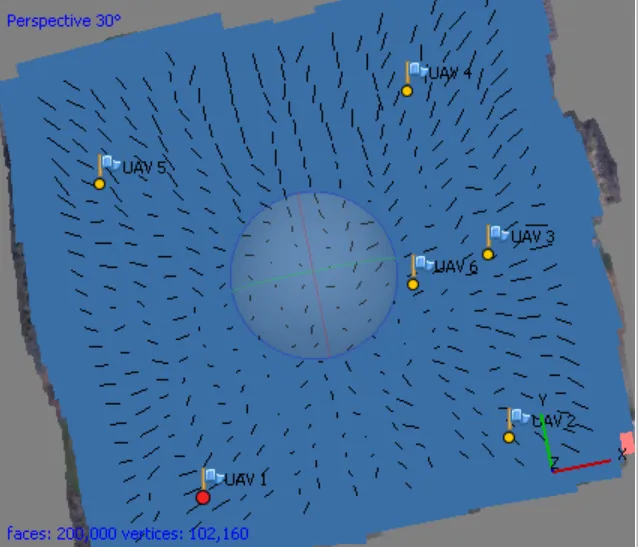 Perspective 30°
UAV 4
UAV 5
UAV 3
UAV 6
Y
UAV 2
X
Z
UAV 1
faces: 200,000 vertices: 102,160